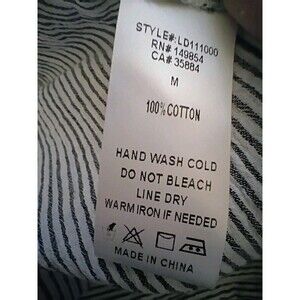 STYLE#: LD111000
RN# 149854
CA# 35884
M
100% COTTON
HAND WASH COLD
DO NOT BLEACH
LINE DRY
WARM IRON IF NEEDED
MADE IN CHINA